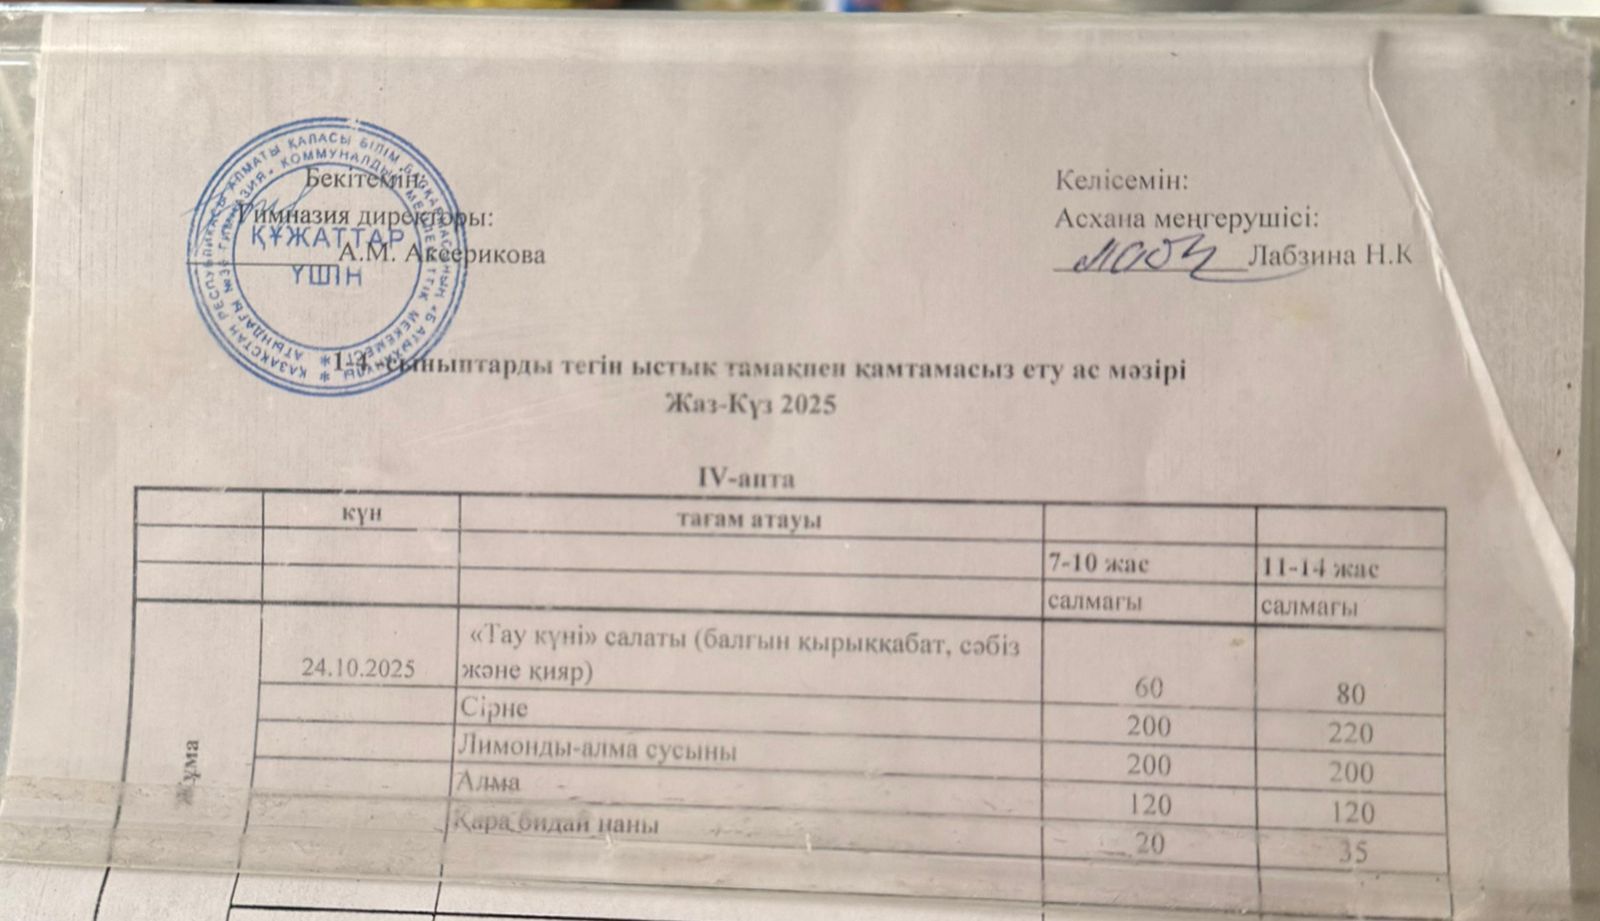 Бекітемін:
Гимназия директоры:
А.М. Аксерикова
ҚҰЖАТТАР
ҮШІН
Келісемін:
Асхана меңгерушісі:
Лабзина Н.К
1-4 -сыныптарды тегін ыстық тамақпен қамтамасыз ету ас мәзірі
Жаз-Күз 2025
IV-апта
күн тағам атауы
7-10 жас 11-14 жас
салмағы салмағы
Жұма
«Тау күні» салаты (балғын қырыққабат, сәбіз
24.10.2025 және қияр) 60 80
Сірне 200 220
Лимонды-алма сусыны 200 200
Алма 120 120
Қара бидай наны 20 35